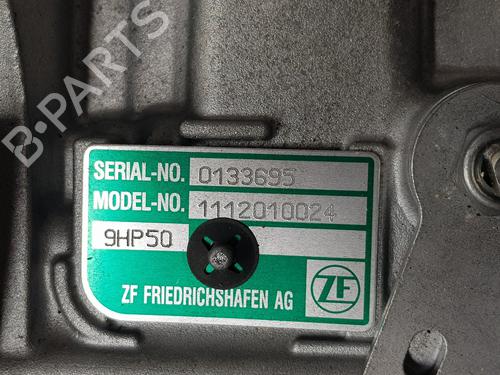 B-PARTS
SERIAL-NO. 0133695
MODEL-NO. 1112010024
9HP50
ZF FRIEDRICHSHAFEN AG
ZF